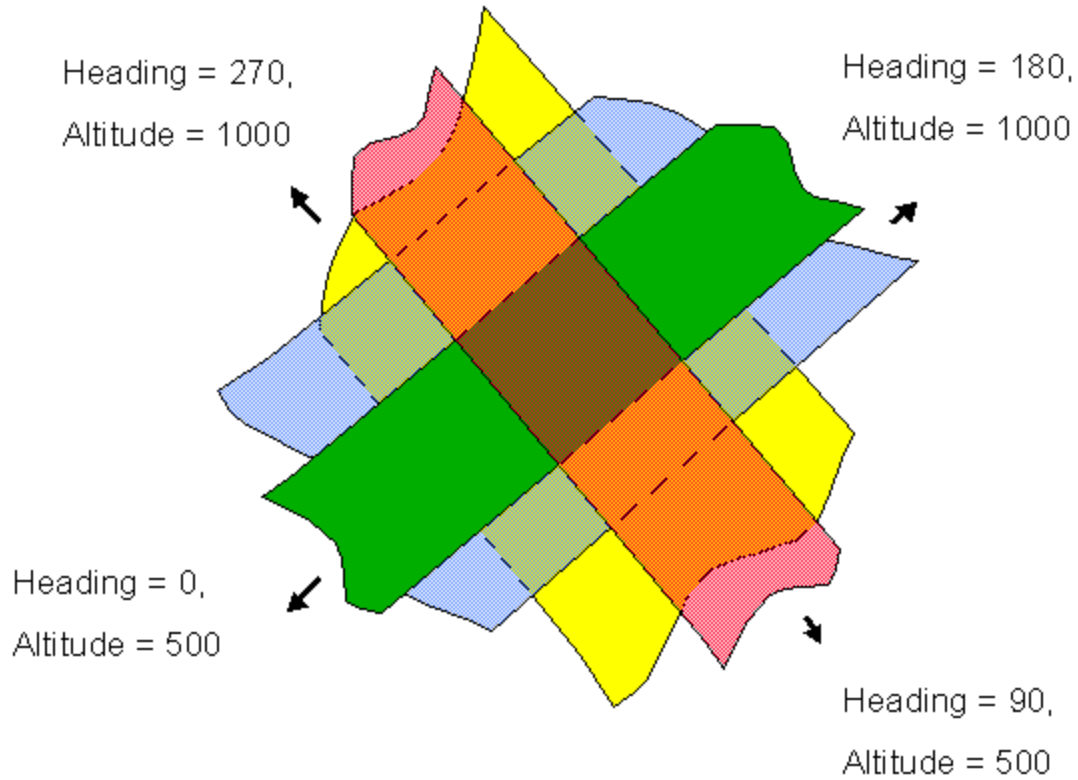 Heading = 270,
Altitude = 1000
Heading = 180,
Altitude = 1000
Heading = 0,
Altitude = 500
Heading = 90,
Altitude = 500